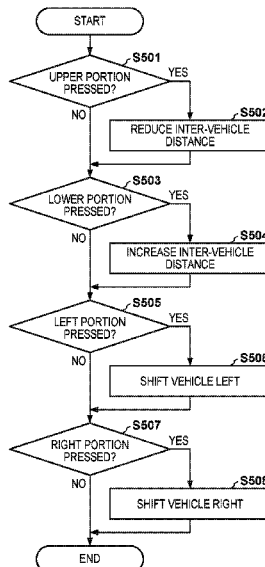 START
S501
UPPER PORTION
PRESSED?
YES
NO
S502
REDUCE INTER-VEHICLE
DISTANCE
S503
LOWER PORTION
PRESSED?
YES
NO
S504
INCREASE INTER-VEHICLE
DISTANCE
S505
LEFT PORTION
PRESSED?
YES
NO
S506
SHIFT VEHICLE LEFT
S507
RIGHT PORTION
PRESSED?
YES
NO
S508
SHIFT VEHICLE RIGHT
END